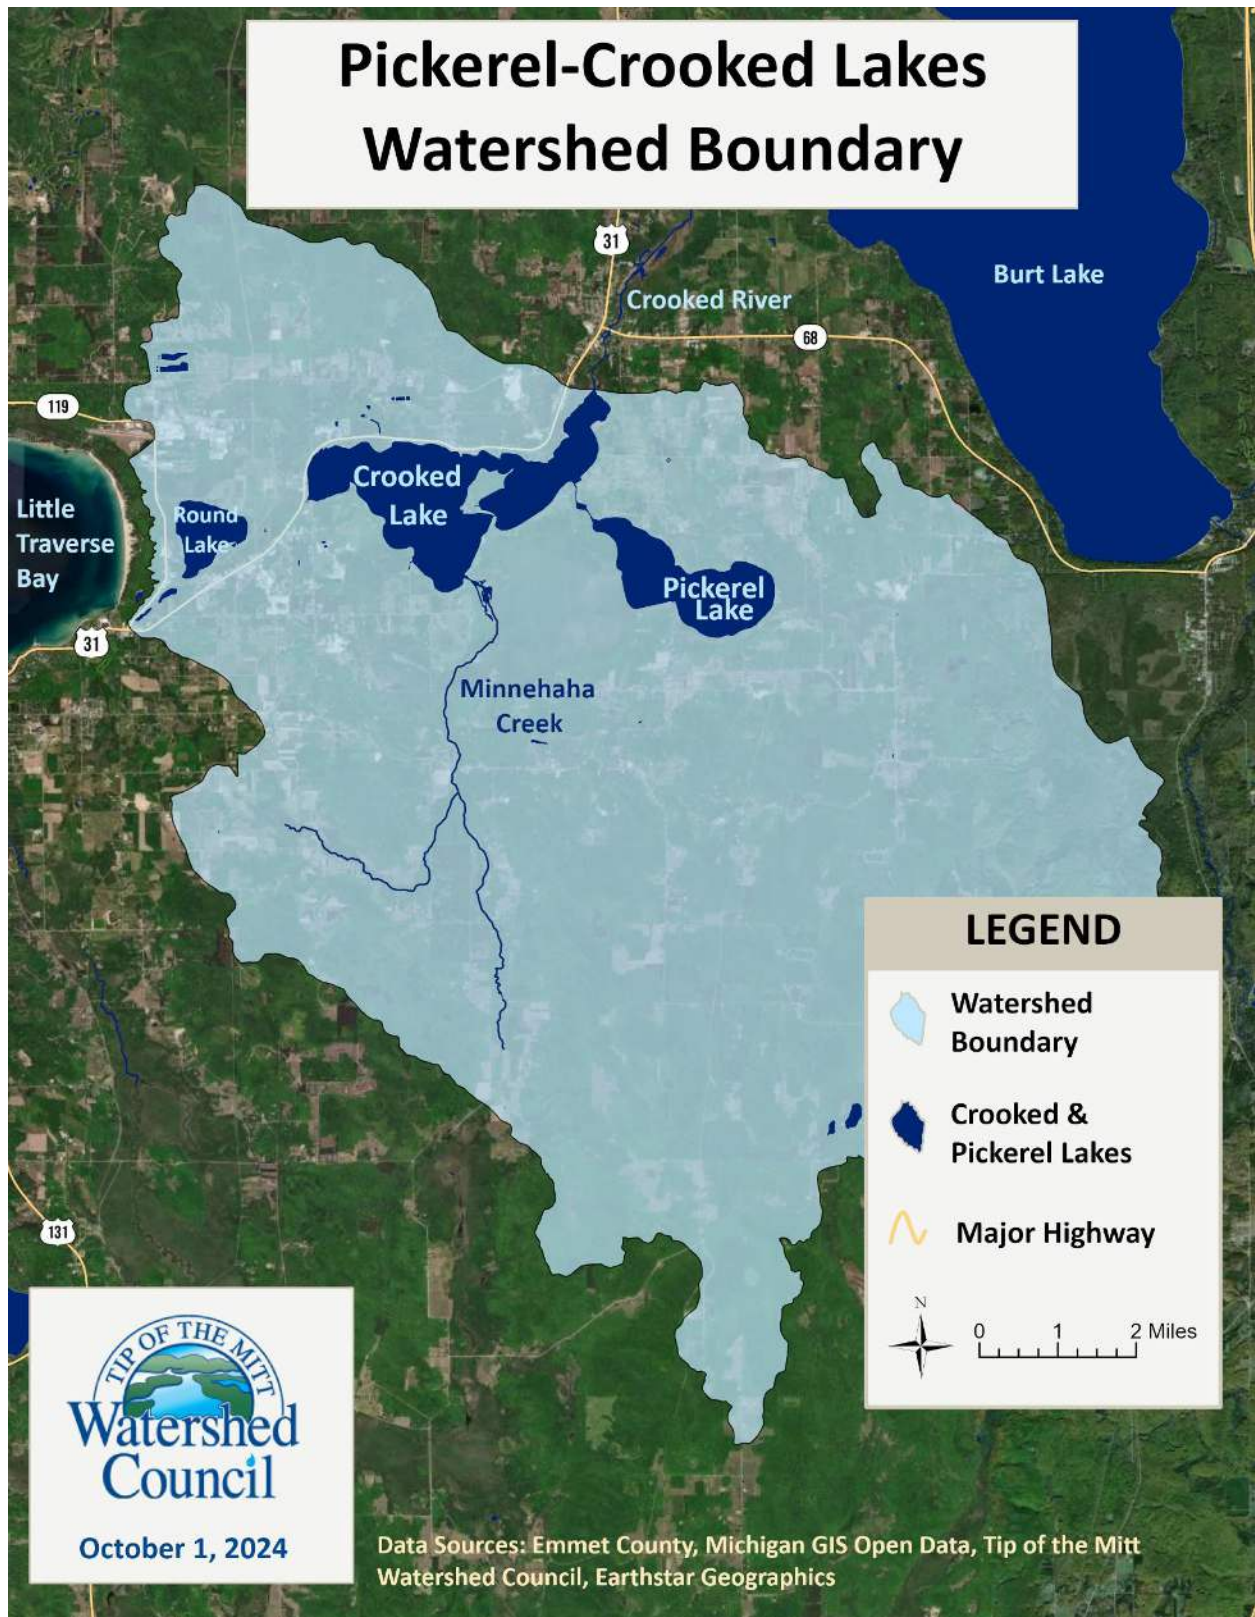 Pickerel-Crooked Lakes
Watershed Boundary
31
Burt Lake
Crooked River
68
119
Crooked
Lake
Little
Traverse
Bay
Round
Lake
Pickerel
Lake
31
Minnehaha
Creek
LEGEND
Watershed
Boundary
Crooked &
Pickerel Lakes
131
Major Highway
N
0 1 2 Miles
TIP OF THE MITT
Watershed
Council
October 1, 2024
Data Sources: Emmet County, Michigan GIS Open Data, Tip of the Mitt
Watershed Council, Earthstar Geographics